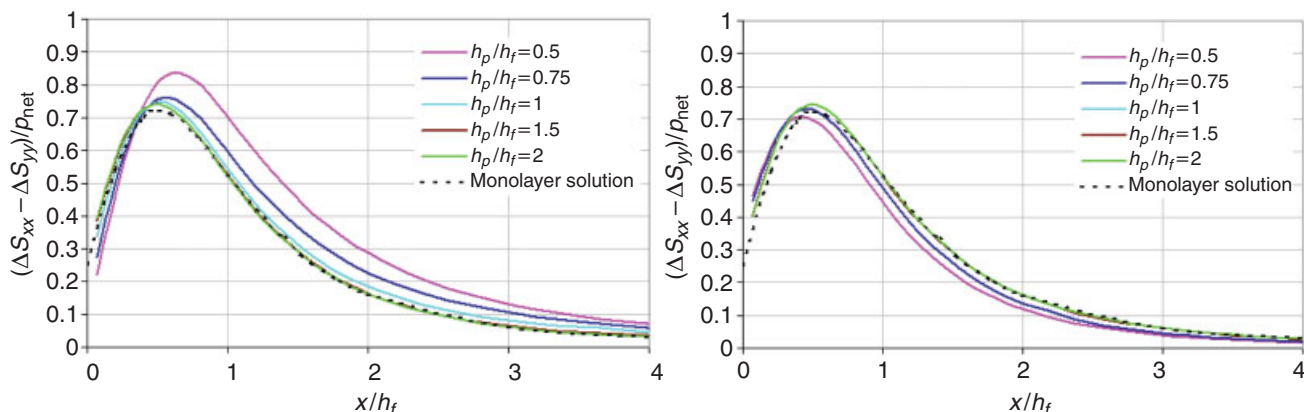 1
0.9
0.8
0.7
0.6
0.5
0.4
0.3
0.2
0.1
0
(ΔSxx − ΔSyy)/pnet
hp/hf=0.5
hp/hf=0.75
hp/hf=1
hp/hf=1.5
hp/hf=2
Monolayer solution
0 1 2 3 4
x/hf
1
0.9
0.8
0.7
0.6
0.5
0.4
0.3
0.2
0.1
0
(ΔSxx − ΔSyy)/pnet
hp/hf=0.5
hp/hf=0.75
hp/hf=1
hp/hf=1.5
hp/hf=2
Monolayer solution
0 1 2 3 4
x/hf